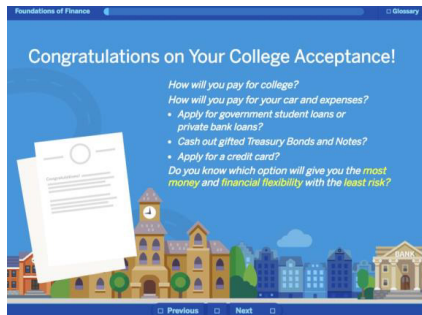 Foundations of Finance
Glossary
Congratulations on Your College Acceptance!
How will you pay for college?
How will you pay for your car and expenses?
• Apply for government student loans or
private bank loans?
• Cash out gifted Treasury Bonds and Notes?
• Apply for a credit card?
Do you know which option will give you the most
money and financial flexibility with the least risk?
Congratulations!
BANK
Previous
Next